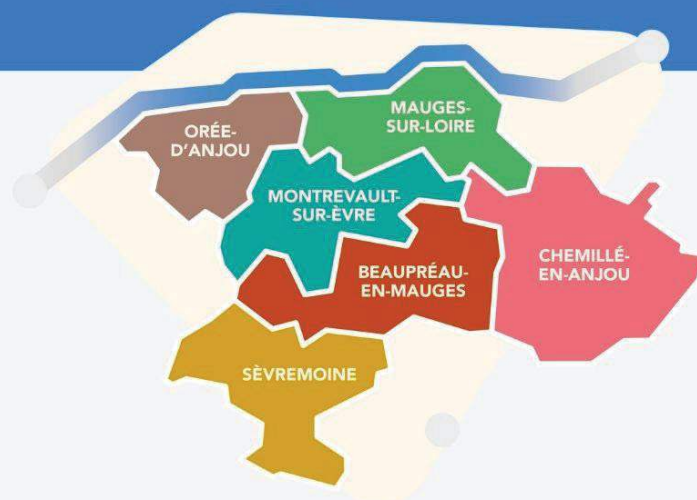 MAUGES-
SUR-LOIRE
ORÉE-
D'ANJOU
MONTREVAULT-
SUR-ÈVRE
CHEMILLÉ-
EN-ANJOU
BEAUPRÉAU-
EN-MAUGES
SÈVREMOINE